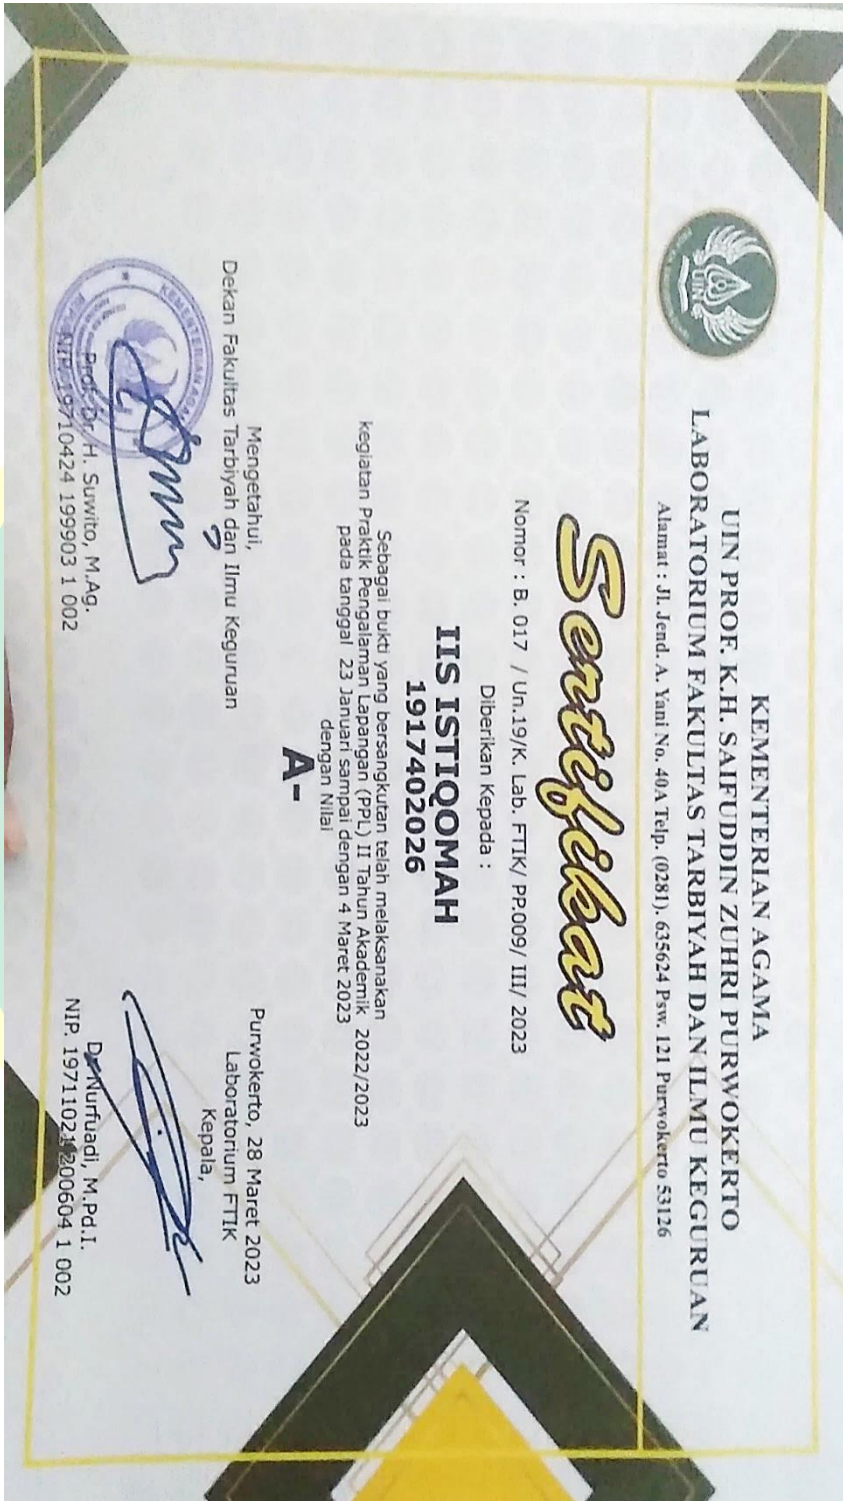 KEMENTERIAN AGAMA
UIN PROF. K.H. SAIFUDDIN ZUHRI PURWOKERTO
LABORATORIUM FAKULTAS TARBIYAH DAN ILMU KEGURUAN
Alamat : Jl. Jend. A. Yani No. 40A Telp. (0281). 635624 Psw. 121 Purwokerto 53126
UIN
Sertifikat
Nomor : B. 017 / Un.19/K. Lab. FTIK/ PP.009/ III/ 2023
Diberikan Kepada :
IIS ISTIQOMAH
1917402026
Sebagai bukti yang bersangkutan telah melaksanakan
kegiatan Praktik Pengalaman Lapangan (PPL) II Tahun Akademik 2022/2023
pada tanggal 23 Januari sampai dengan 4 Maret 2023
dengan Nilai
A-
Mengetahui,
Dekan Fakultas Tarbiyah dan Ilmu Keguruan
KEMENTERIAN AGAMA
Prof. Dr. H. Suwito, M.Ag.
NIP. 19710424 199903 1 002
Purwokerto, 28 Maret 2023
Laboratorium FTIK
Kepala,
Dr. Nurfuadi, M.Pd.I.
NIP. 19711021 200604 1 002